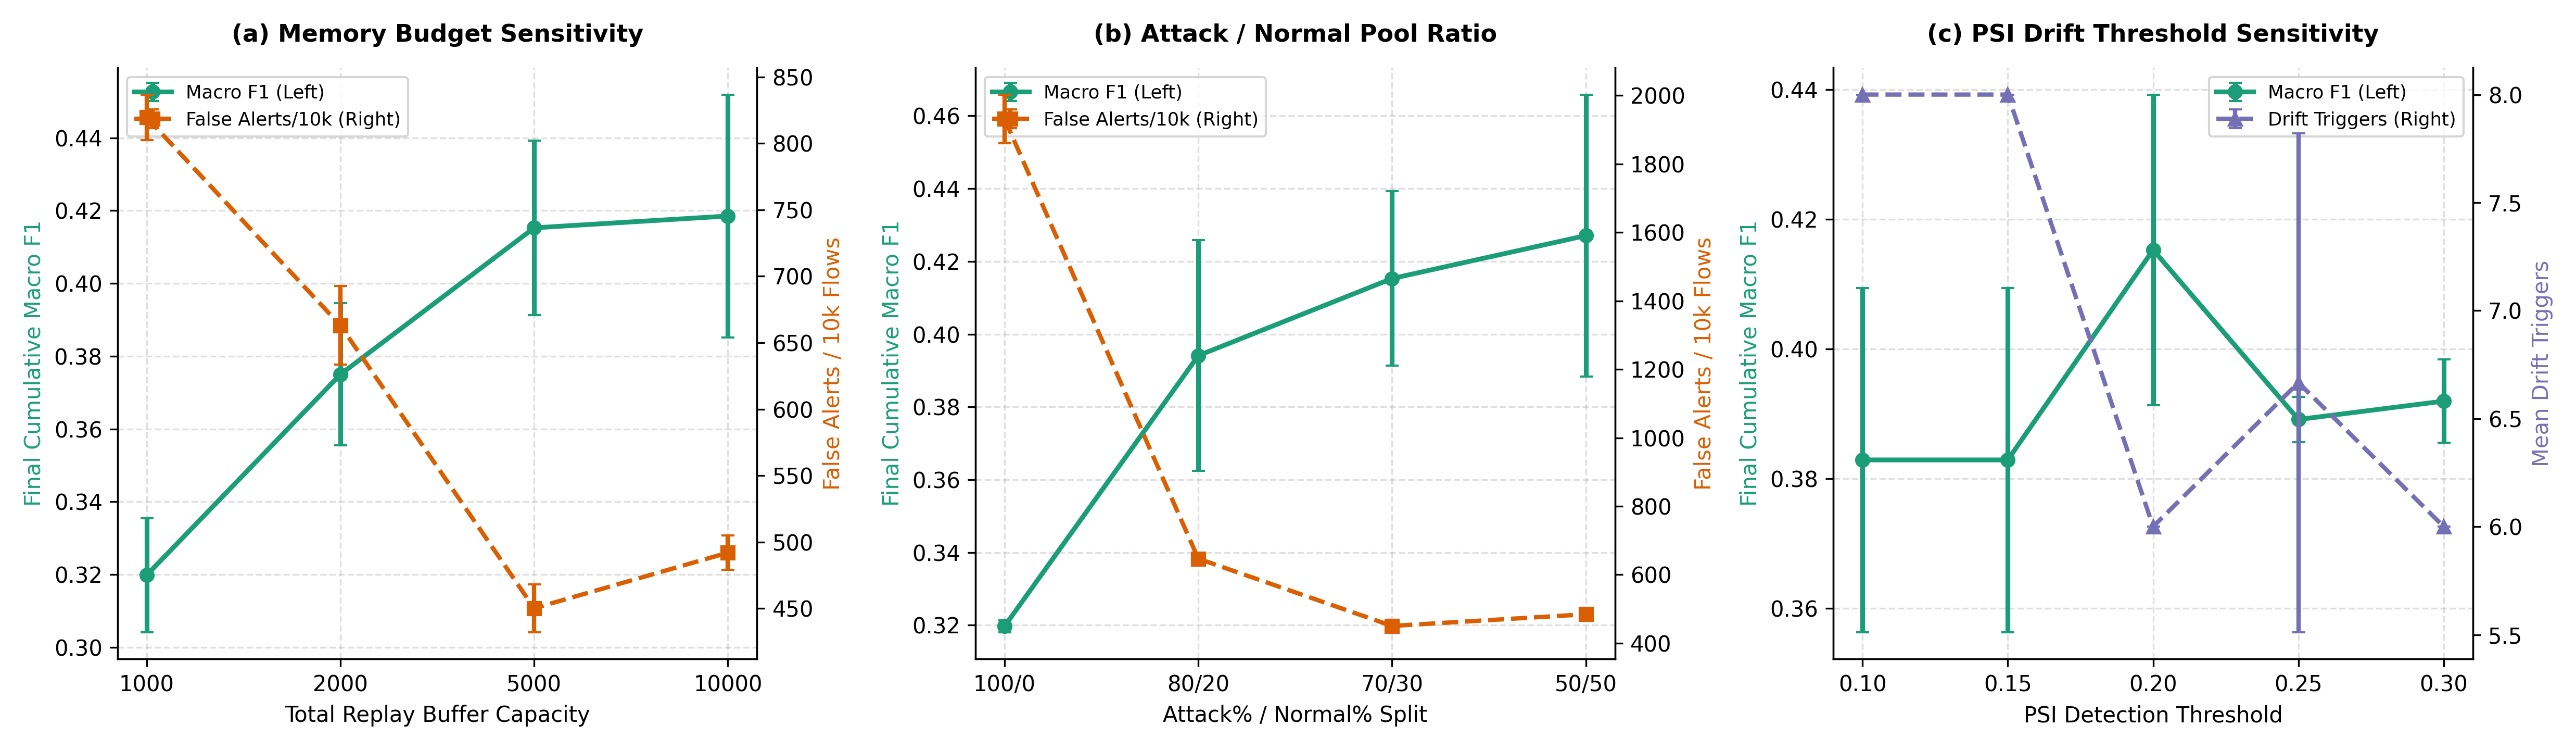 (a) Memory Budget Sensitivity
Macro F1 (Left)
False Alerts/10k (Right)
Final Cumulative Macro F1
0.44
0.42
0.40
0.38
0.36
0.34
0.32
0.30
850
800
750
700
650
600
550
500
450
False Alerts / 10k Flows
1000 2000 5000 10000
Total Replay Buffer Capacity
(b) Attack / Normal Pool Ratio
Macro F1 (Left)
False Alerts/10k (Right)
Final Cumulative Macro F1
0.46
0.44
0.42
0.40
0.38
0.36
0.34
0.32
2000
1800
1600
1400
1200
1000
800
600
400
False Alerts / 10k Flows
100/0 80/20 70/30 50/50
Attack% / Normal% Split
(c) PSI Drift Threshold Sensitivity
Macro F1 (Left)
Drift Triggers (Right)
Final Cumulative Macro F1
0.44
0.42
0.40
0.38
0.36
8.0
7.5
7.0
6.5
6.0
5.5
Mean Drift Triggers
0.10 0.15 0.20 0.25 0.30
PSI Detection Threshold